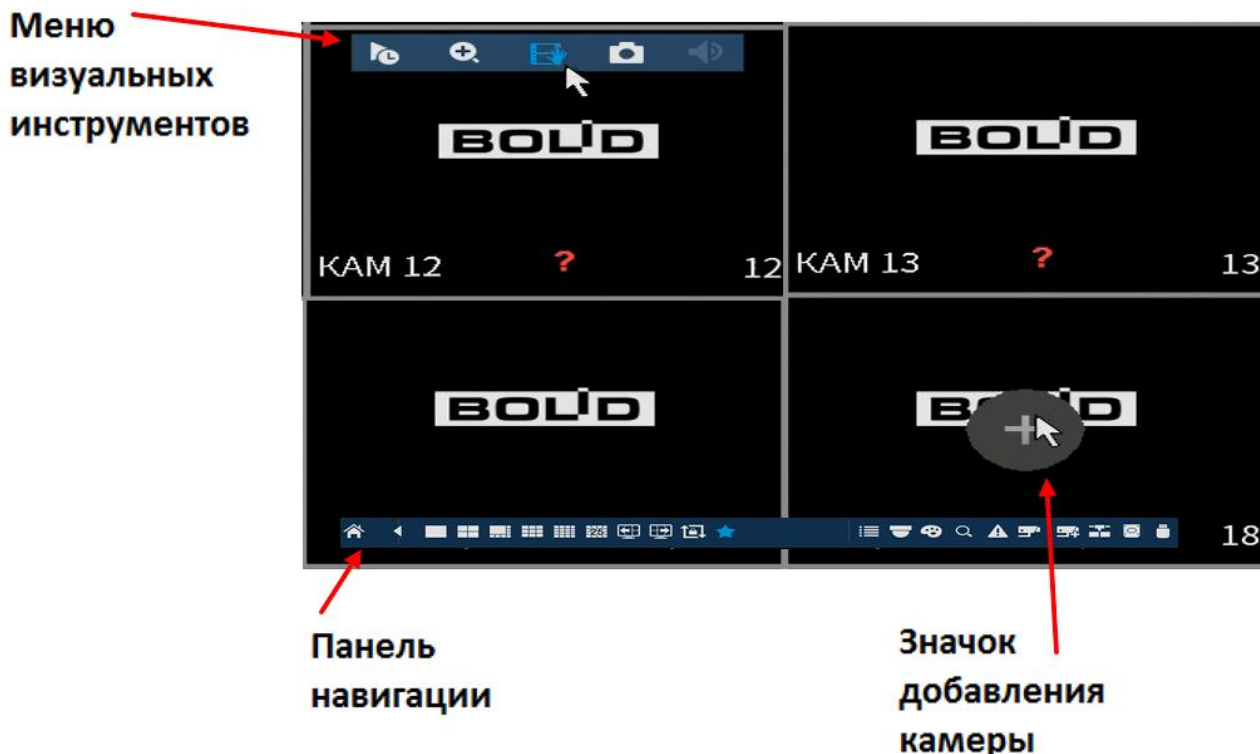 Меню
визуальных
инструментов
BOLID
BOLID
КАМ 12
?
12
КАМ 13
?
13
BOLID
18
Панель
навигации
Значок
добавления
камеры